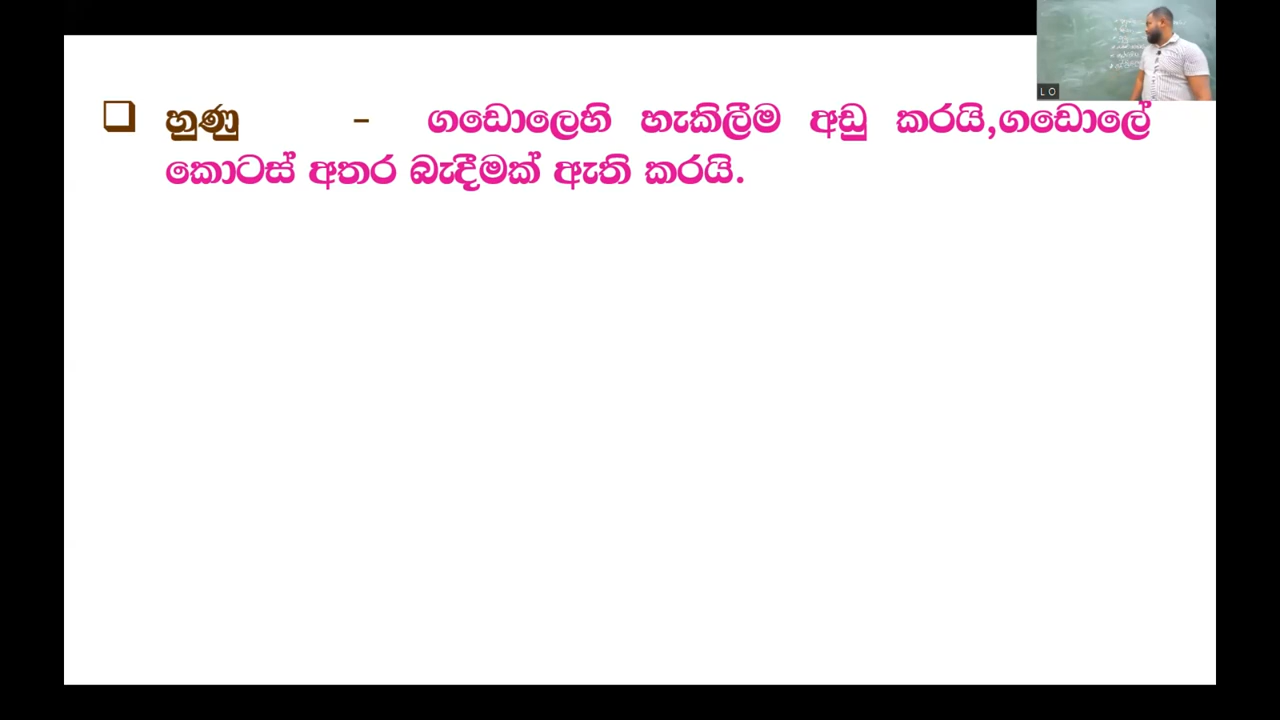 හුණු - ගඩොලෙහි හැකිලීම අඩු කරයි,ගඩොලේ
කොටස් අතර බැඳීමක් ඇති කරයි.
L O